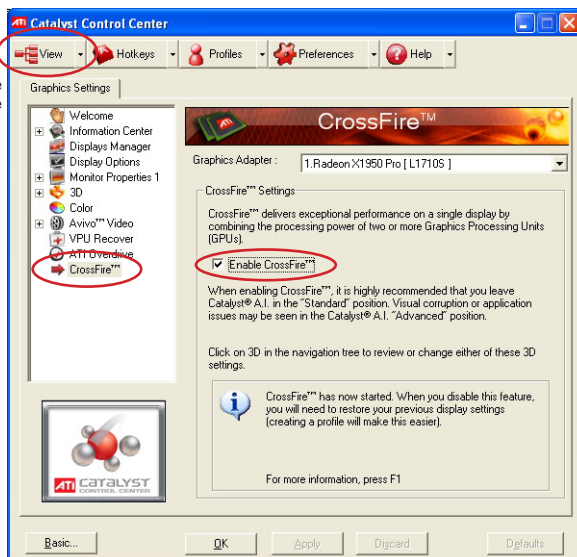 Catalyst Control Center
View
Hotkeys
Profiles
Preferences
Help
Graphics Settings
Welcome
Information Center
Displays Manager
Display Options
Monitor Properties 1
3D
Color
Avivo™ Video
VPU Recover
ATI Overdrive
CrossFire™
ATI CATALYST
CONTROL CENTER
CrossFire™
Graphics Adapter :
1.Radeon X1950 Pro [ L1710S ]
CrossFire™ Settings
CrossFire™ delivers exceptional performance on a single display by
combining the processing power of two or more Graphics Processing Units
(GPUs).
Enable CrossFire™
When enabling CrossFire™, it is highly recommended that you leave
Catalyst® A.I. in the "Standard" position. Visual corruption or application
issues may be seen in the Catalyst® A.I. "Advanced" position.
Click on 3D in the navigation tree to review or change either of these 3D
settings.
CrossFire™ has now started. When you disable this feature,
you will need to restore your previous display settings
(creating a profile will make this easier).
For more information, press F1
Basic...
OK
Apply
Discard
Defaults